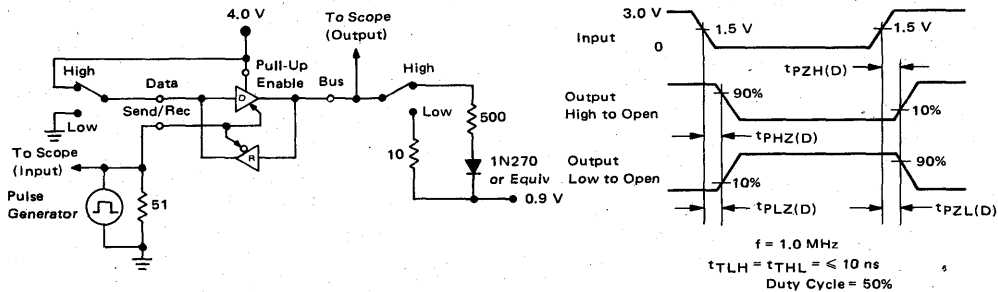 4.0 V
To Scope
(Output)
High
Data
Pull-Up
Enable
Bus
High
D
Send/Rec
Low
Low
500
R
10
To Scope
(Input)
Pulse
Generator
51
1N270
or Equiv
0.9 V
3.0 V
Input
0
1.5 V
1.5 V
tPZH(D)
Output
High to Open
90%
10%
tPHZ(D)
Output
Low to Open
10%
90%
tPLZ(D)
tPZL(D)
f = 1.0 MHz
tTLH = tTHL = ≤ 10 ns
Duty Cycle = 50%